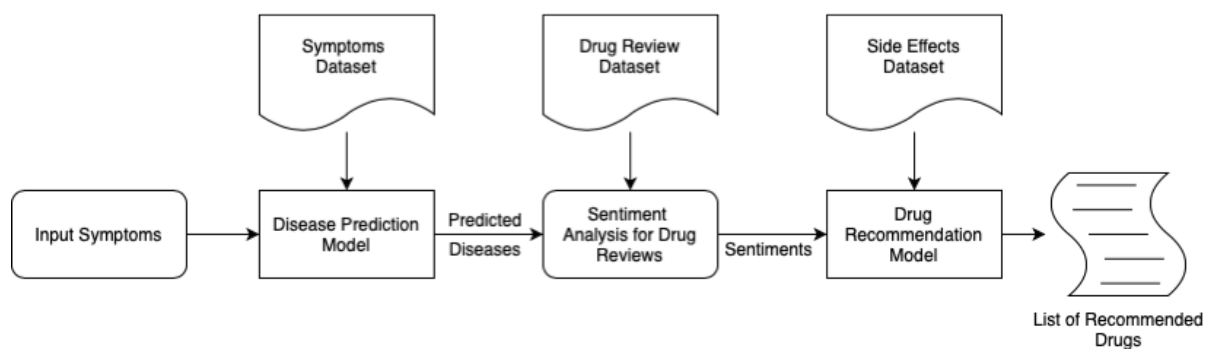 Symptoms
Dataset
Drug Review
Dataset
Side Effects
Dataset
Input Symptoms
Disease Prediction
Model
Predicted
Diseases
Sentiment
Analysis for Drug
Reviews
Sentiments
Drug
Recommendation
Model
List of Recommended
Drugs